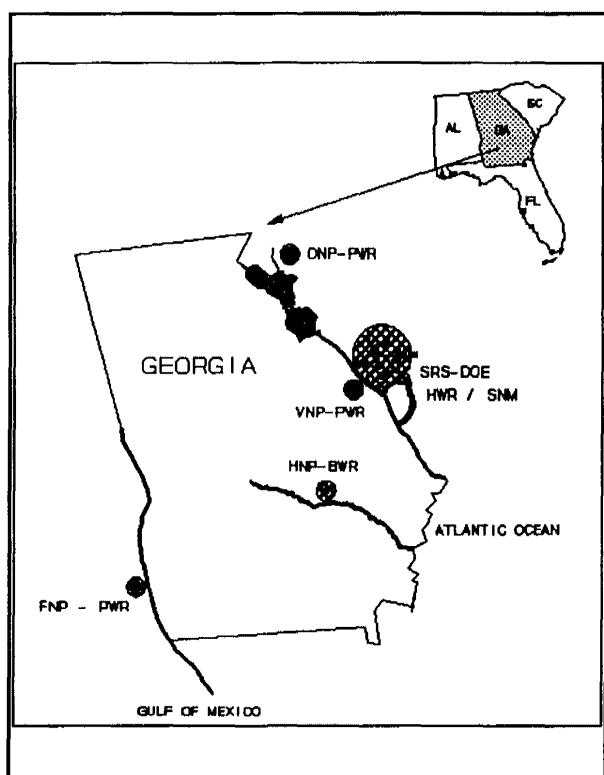 SC
AL
GA
FL
ONP-PWR
GEORGIA
SRS-DOE
HWR / SNM
VNP-PWR
HNP-BWR
ATLANTIC OCEAN
FNP - PWR
GULF OF MEXICO